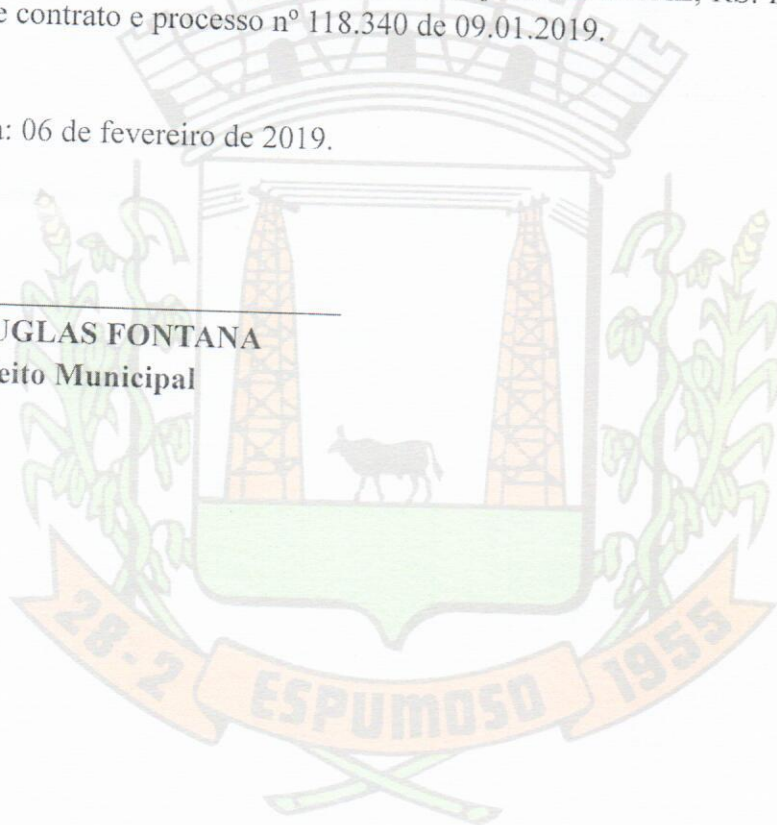 e contrato e processo nº 118.340 de 09.01.2019.
: 06 de fevereiro de 2019.
UGLAS FONTANA
eito Municipal
28-2 ESPUMOSO 1955